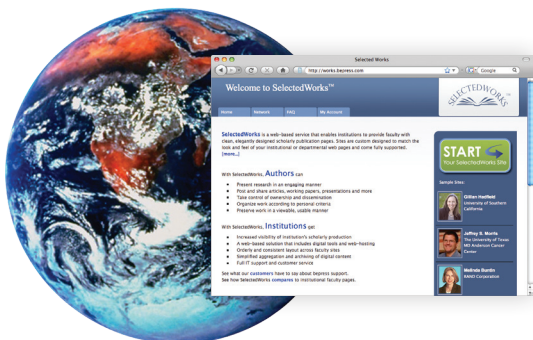 Selected Works
http://works.bepress.com
Google
Welcome to SelectedWorks™
SELECTEDWORKS™
Home
Network
FAQ
My Account
SelectedWorks is a web-based service that enables institutions to provide faculty with
clean, elegantly designed scholarly publication pages. Sites are custom designed to match the
look and feel of your institutional or departmental web pages and come fully supported.
[more..]
With SelectedWorks, Authors can
Present research in an engaging manner
Post and share articles, working papers, presentations and more
Take control of ownership and dissemination
Organize work according to personal criteria
Preserve work in a viewable, usable manner
With SelectedWorks, Institutions get
Increased visibility of institution's scholarly production
A web-based solution that includes digital tools and web-hosting
Orderly and consistent layout across faculty sites
Simplified aggregation and archiving of digital content
Full IT support and customer service
See what our customers have to say about bepress support.
See how SelectedWorks compares to institutional faculty pages.
START
Your SelectedWorks Site
Sample Sites:
Gillian Hadfield
University of Southern
California
Jeffrey S. Morris
The University of Texas
MD Anderson Cancer
Center
Melinda Buntin
RAND Corporation